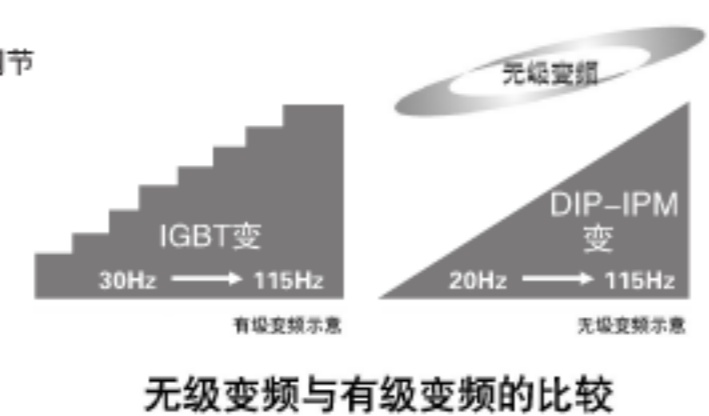 节
无级变频
IGBT变
30Hz → 115Hz
DIP-IPM
变
20Hz → 115Hz
有级变频示意
无级变频示意
无级变频与有级变频的比较